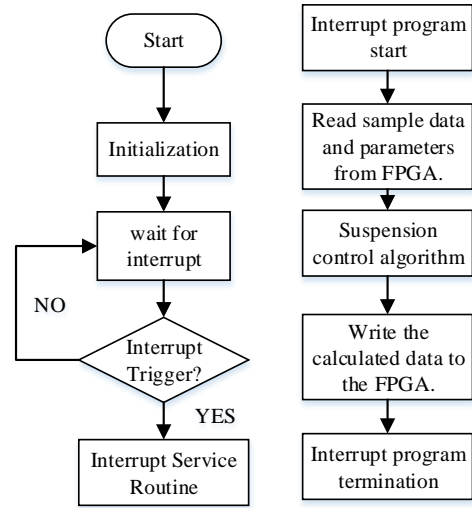 Start
Initialization
wait for
interrupt
NO
Interrupt
Trigger?
YES
Interrupt Service
Routine
Interrupt program
start
Read sample data
and parameters
from FPGA.
Suspension
control algorithm
Write the
calculated data to
the FPGA.
Interrupt program
termination